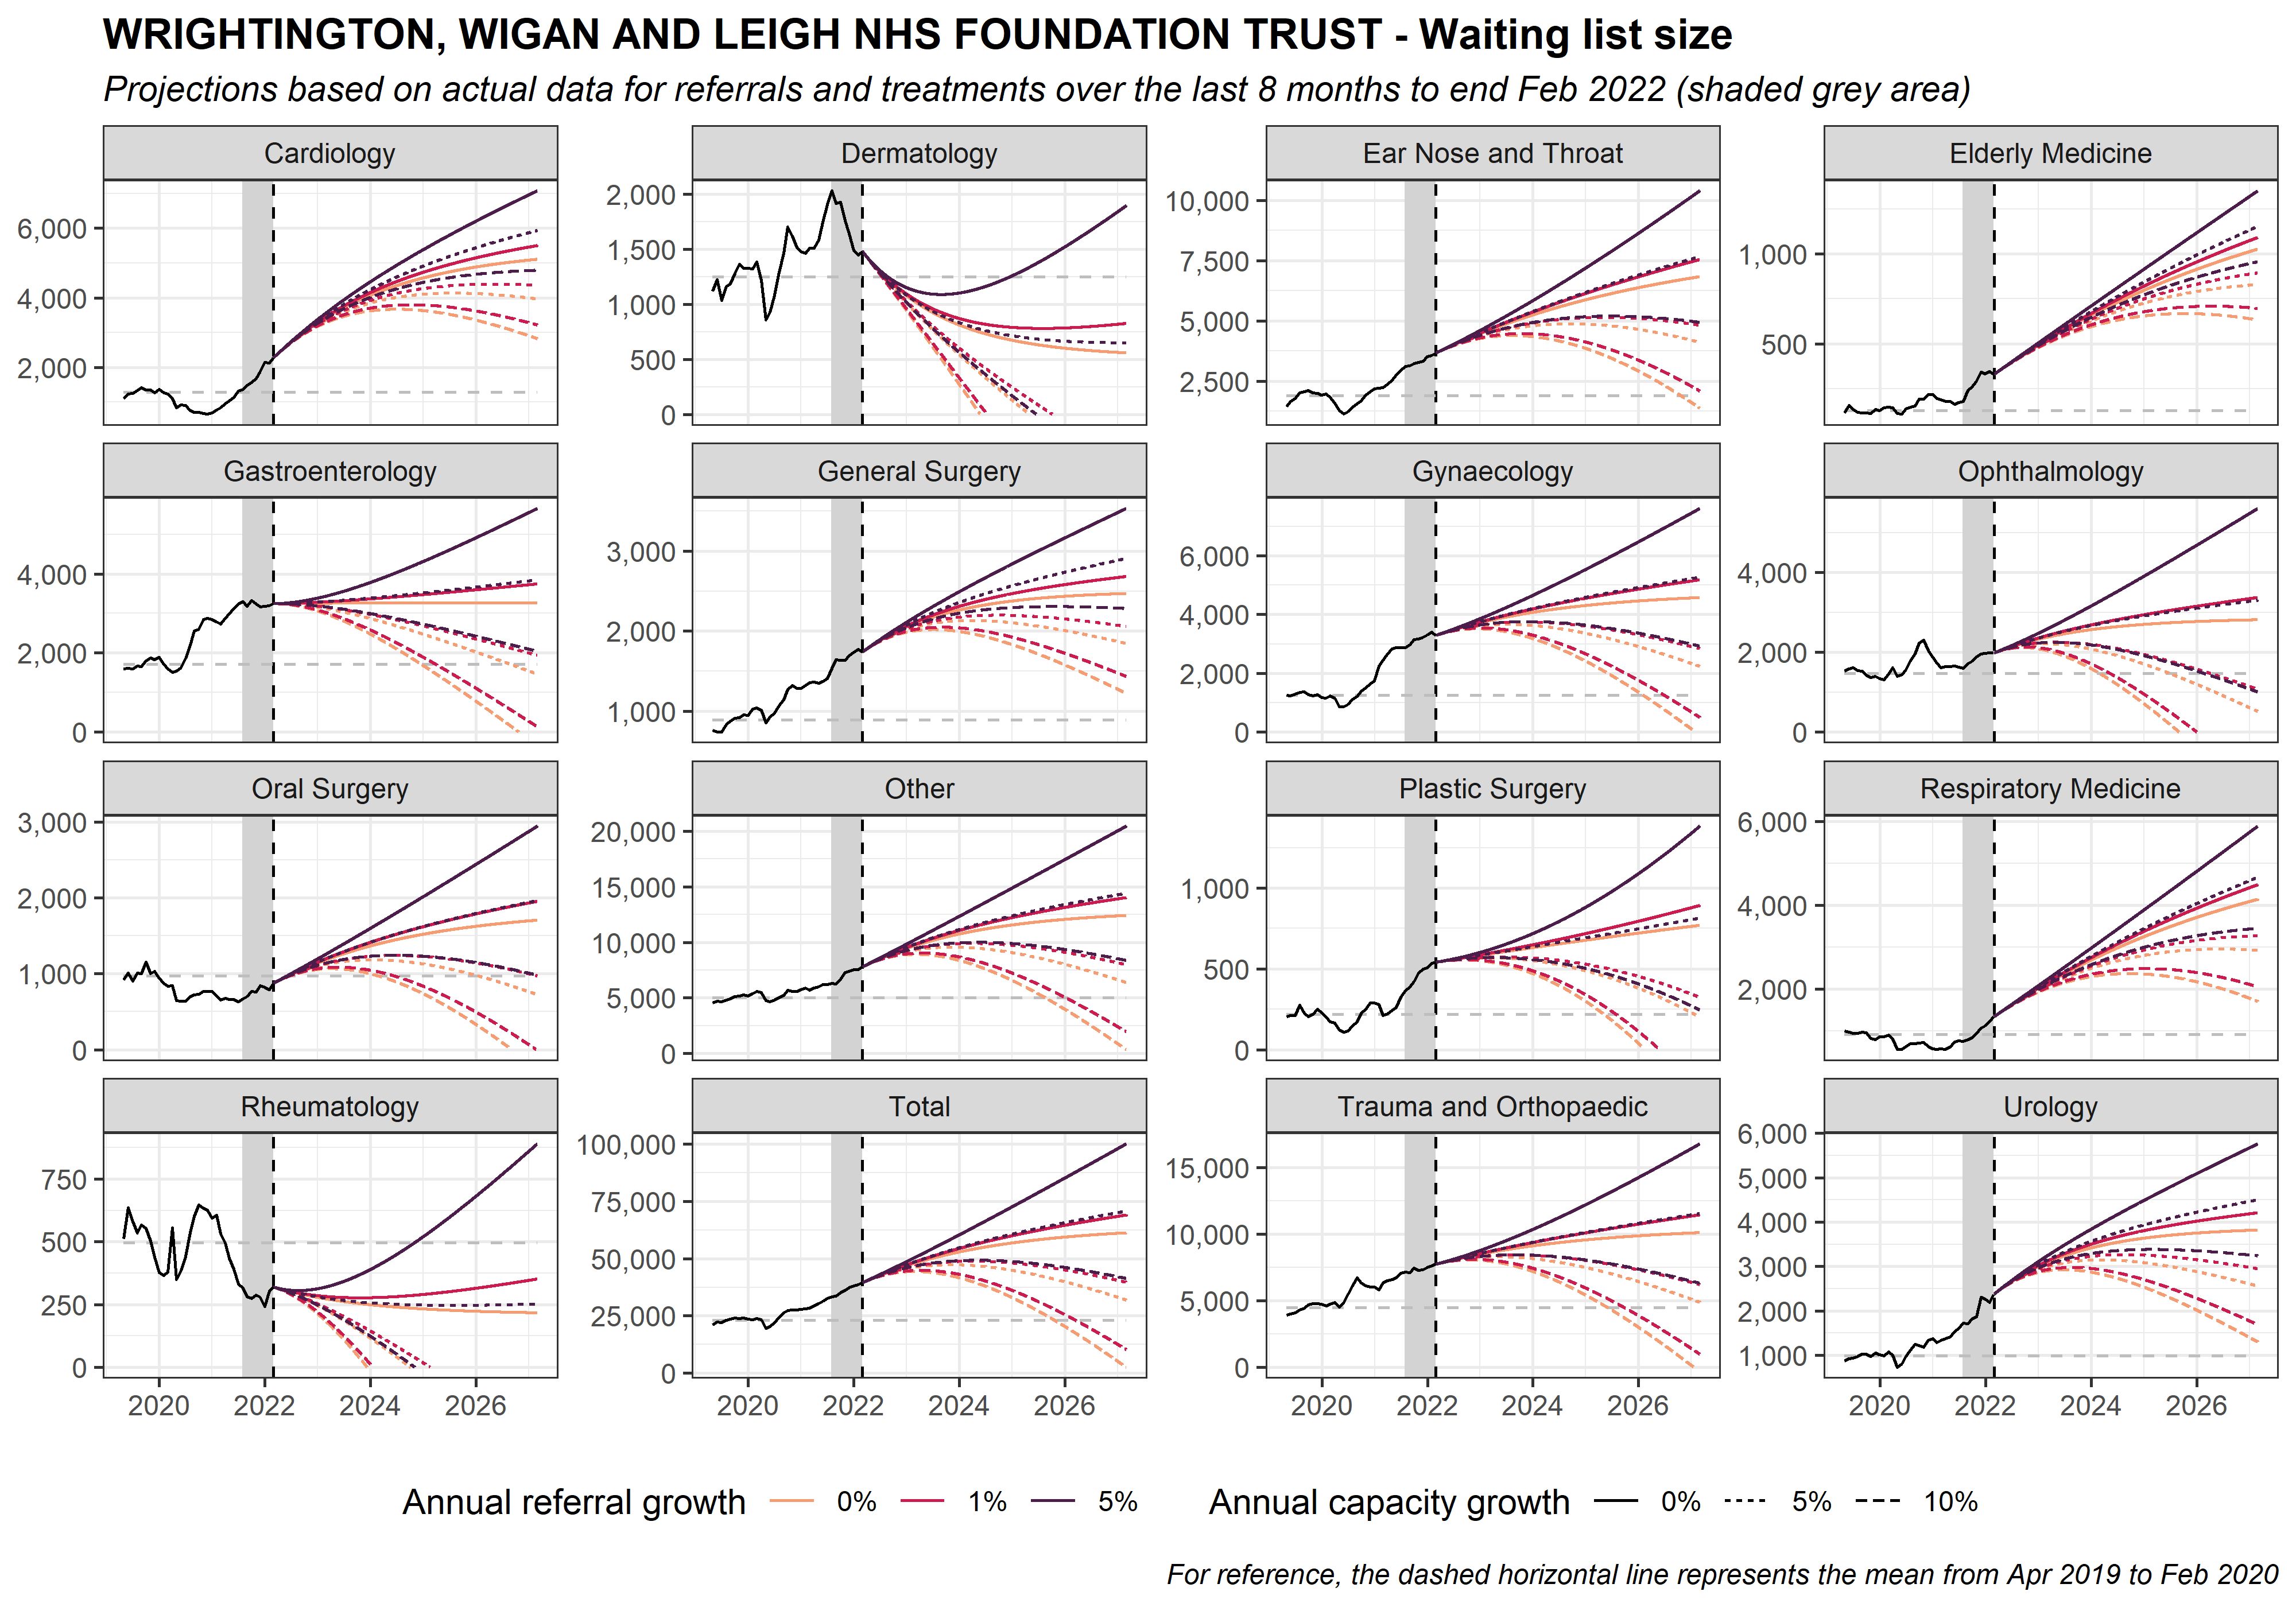 WRIGHTINGTON, WIGAN AND LEIGH NHS FOUNDATION TRUST - Waiting list size
Projections based on actual data for referrals and treatments over the last 8 months to end Feb 2022 (shaded grey area)
Cardiology
6,000
4,000
2,000
Dermatology
2,000
1,500
1,000
500
0
Ear Nose and Throat
10,000
7,500
5,000
2,500
Elderly Medicine
1,000
500
Gastroenterology
4,000
2,000
0
General Surgery
3,000
2,000
1,000
Gynaecology
6,000
4,000
2,000
0
Ophthalmology
4,000
2,000
0
Oral Surgery
3,000
2,000
1,000
0
Other
20,000
15,000
10,000
5,000
0
Plastic Surgery
1,000
500
0
Respiratory Medicine
6,000
4,000
2,000
Rheumatology
750
500
250
0
2020 2022 2024 2026
Total
100,000
75,000
50,000
25,000
0
2020 2022 2024 2026
Trauma and Orthopaedic
15,000
10,000
5,000
0
2020 2022 2024 2026
Urology
6,000
5,000
4,000
3,000
2,000
1,000
2020 2022 2024 2026
Annual referral growth 0% 1% 5% Annual capacity growth 0% 5% 10%
For reference, the dashed horizontal line represents the mean from Apr 2019 to Feb 2020